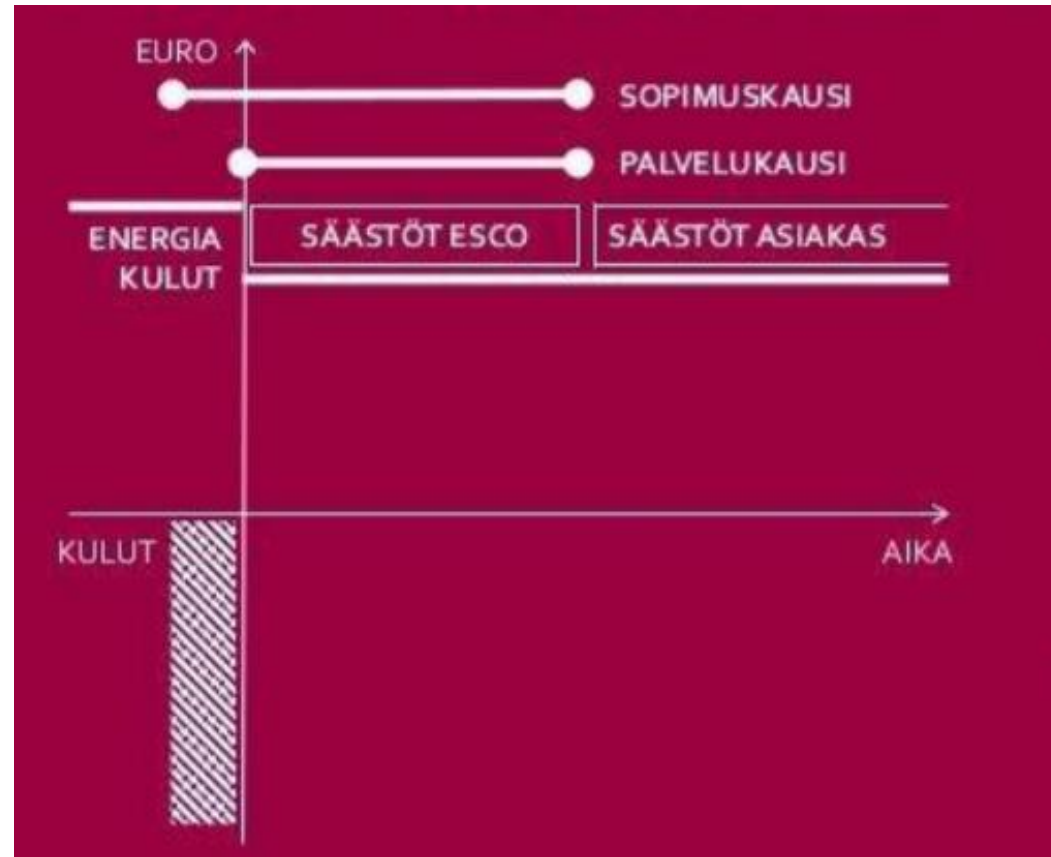 EURO
SOPIMUSKAUSI
PALVELUKAUSI
ENERGIA
KULUT
SÄÄSTÖT ESCO
SÄÄSTÖT ASIAKAS
KULUT
AIKA